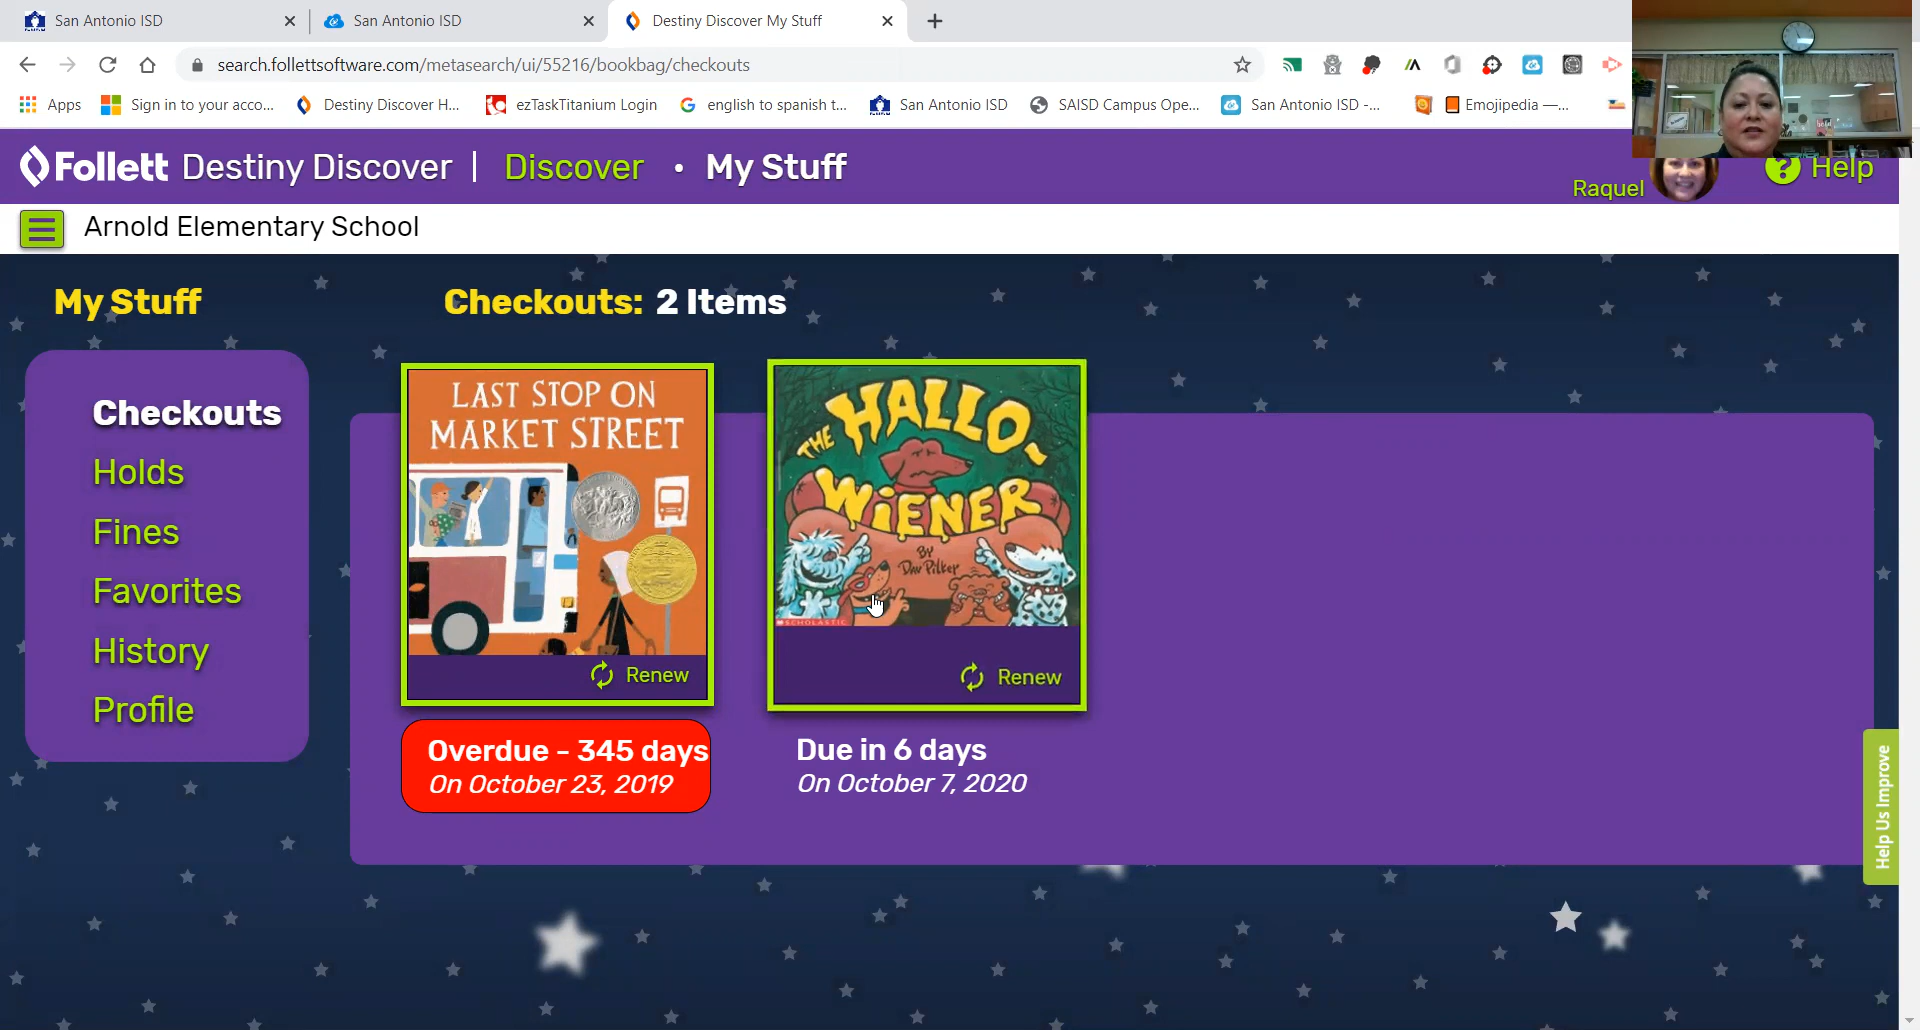 San Antonio ISD
San Antonio ISD
Destiny Discover My Stuff
search.follettsoftware.com/metasearch/ui/55216/bookbag/checkouts
Apps
Sign in to your acco...
Destiny Discover H...
ezTaskTitanium Login
english to spanish t...
San Antonio ISD
SAISD Campus Ope...
San Antonio ISD -...
Emojipedia —...
Follett Destiny Discover | Discover • My Stuff
Raquel
? Help
Arnold Elementary School
My Stuff
Checkouts
Holds
Fines
Favorites
History
Profile
Checkouts: 2 Items
LAST STOP ON
MARKET STREET
Renew
Overdue - 345 days
On October 23, 2019
THE HALLO-
WIENER
BY
DAV PILKEY
SCHOLASTIC
Renew
Due in 6 days
On October 7, 2020
Help Us Improve